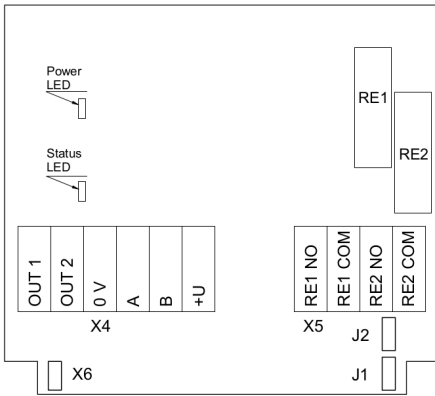 Power
LED
RE1
RE2
Status
LED
OUT 1
OUT 2
0 V
A
B
+U
RE1 NO
RE1 COM
RE2 NO
RE2 COM
X4
X5
J2
X6
J1